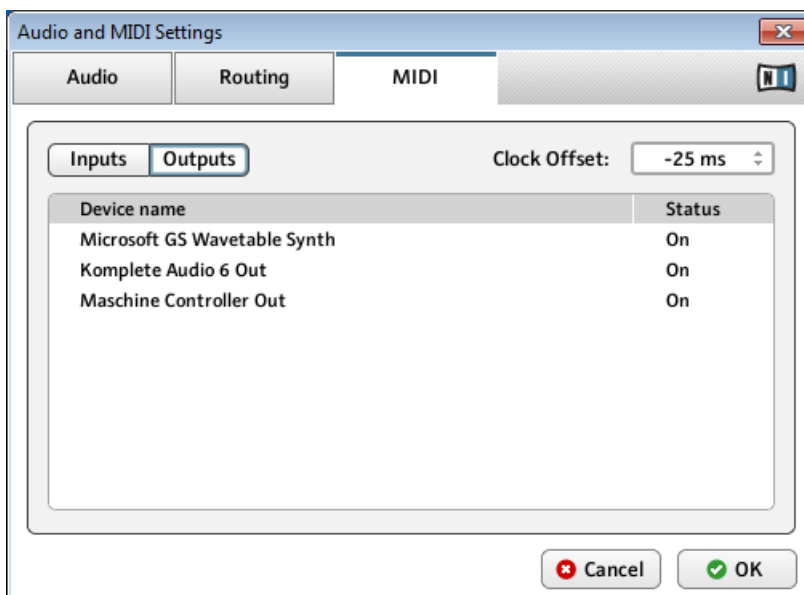 Audio and MIDI Settings
Audio Routing MIDI NI
Inputs Outputs Clock Offset: -25 ms
Device name Status
Microsoft GS Wavetable Synth On
Komplete Audio 6 Out On
Maschine Controller Out On
Cancel OK